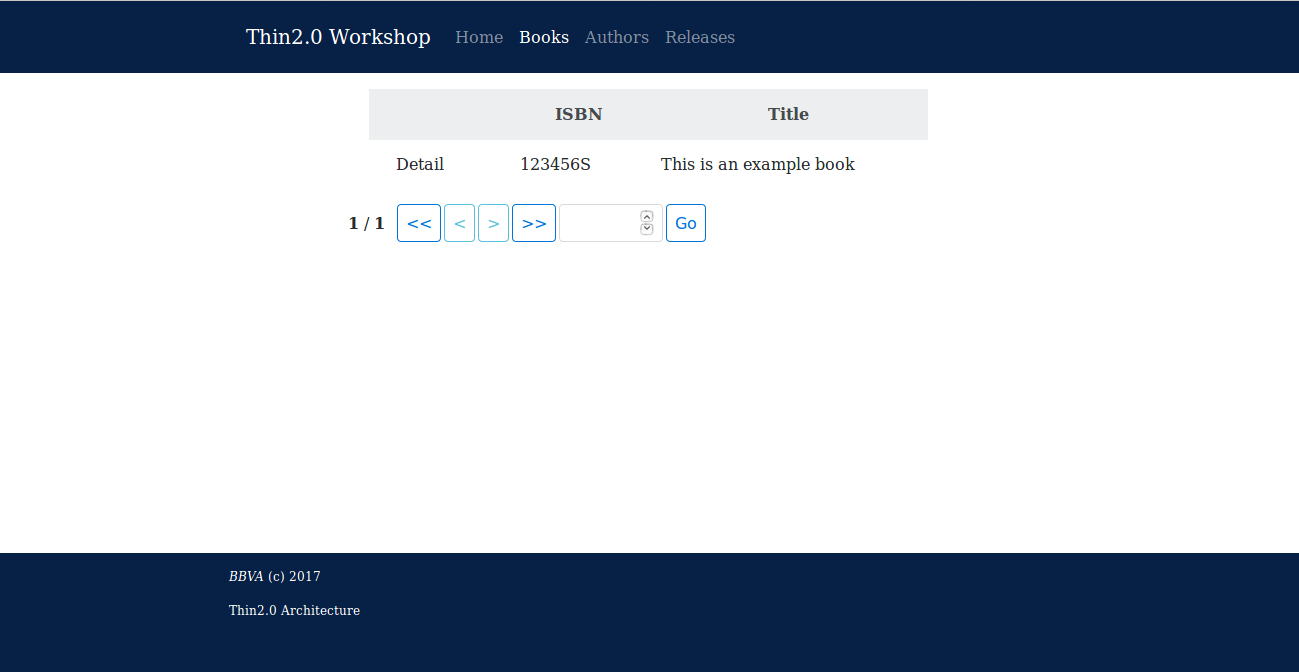 Thin2.0 Workshop Home Books Authors Releases
ISBN Title
Detail 123456S This is an example book
1 / 1 << < > >> Go
BBVA (c) 2017
Thin2.0 Architecture